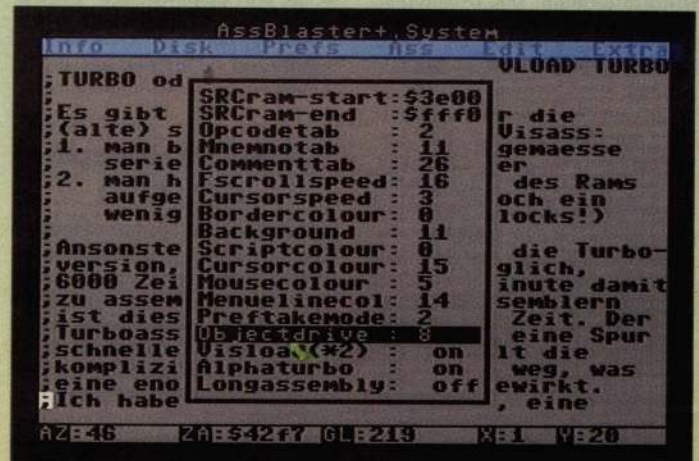 AssBlaster+.System
Info Disk Prefs Ass Edit Extra
VLOAD TURBO
;TURBO od
SRCram-start:$3e00
;Es gibt SRCram-end :$fff0 r die
;(alte) s Opcodetab : 2 Visass:
;1. man b Mnemnotab : 11 gemaesse
; serie Commenttab : 26 er
;2. man h Fscrollspeed: 16 des Rams
; aufge Cursorspeed : 3 och ein
; wenig Bordercolour: 0 locks!)
; Background : 11
;Ansonste Scriptcolour: 0 die Turbo-
;version, Cursorcolour: 15 glich,
;6000 Zei Mousecolour : 5 inute damit
;zu assem Menuelinecol: 14 semblern
;ist dies Preftakemode: 2 Zeit. Der
;Turboass Objectdrive : 8 eine Spur
;schnelle Visload(*2) : on lt die
;komplizi Alphaturbo : on weg, was
;eine eno Longassembly: off ewirkt.
;Ich habe , eine
AZ:46 ZA:$42f7 GL:219 X:1 Y:20